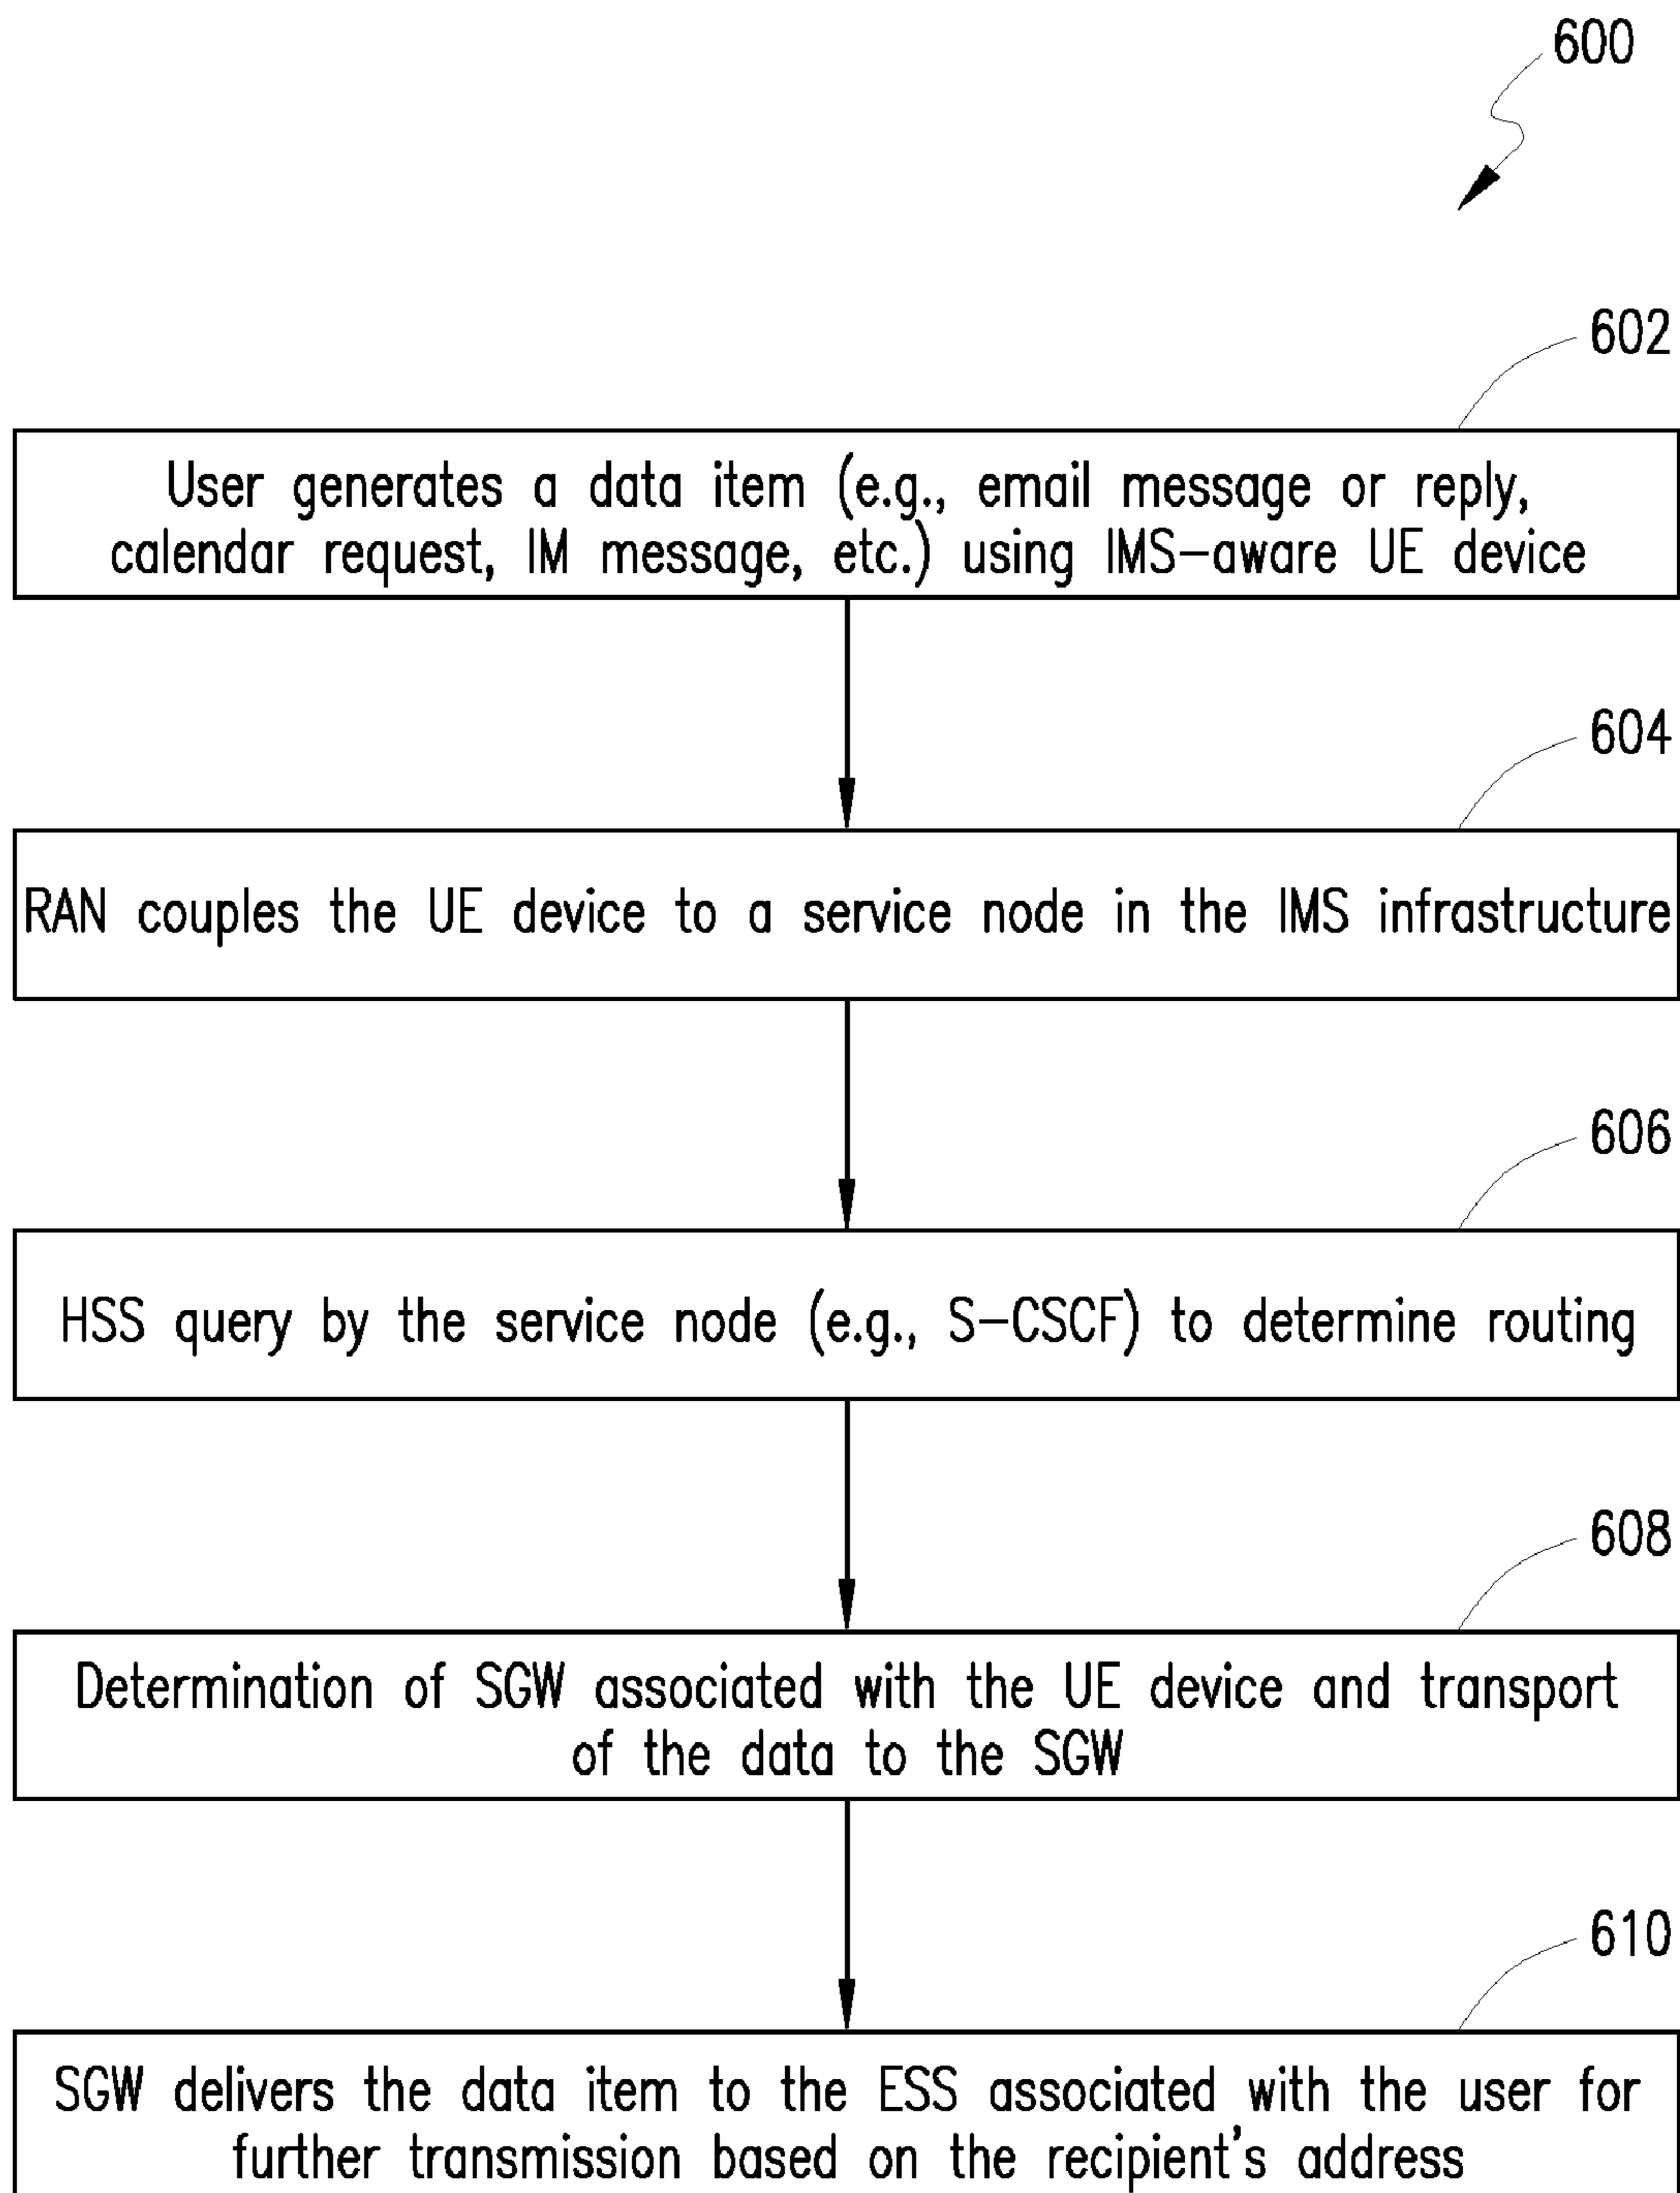 600
602
User generates a data item (e.g., email message or reply,
calendar request, IM message, etc.) using IMS-aware UE device
604
RAN couples the UE device to a service node in the IMS infrastructure
606
HSS query by the service node (e.g., S-CSCF) to determine routing
608
Determination of SGW associated with the UE device and transport
of the data to the SGW
610
SGW delivers the data item to the ESS associated with the user for
further transmission based on the recipient's address